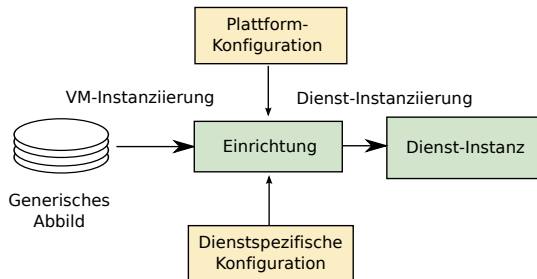 Plattform-
Konfiguration
VM-Instanziierung
Dienst-Instanziierung
Einrichtung
Dienst-Instanz
Generisches
Abbild
Dienstspezifische
Konfiguration